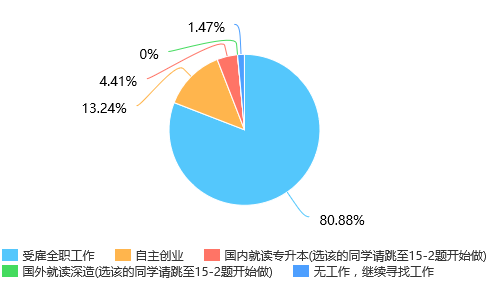 1.47%
0%
4.41%
13.24%
80.88%
受雇全职工作 自主创业 国内就读专升本(选该的同学请跳至15-2题开始做)
国外就读深造(选该的同学请跳至15-2题开始做) 无工作，继续寻找工作